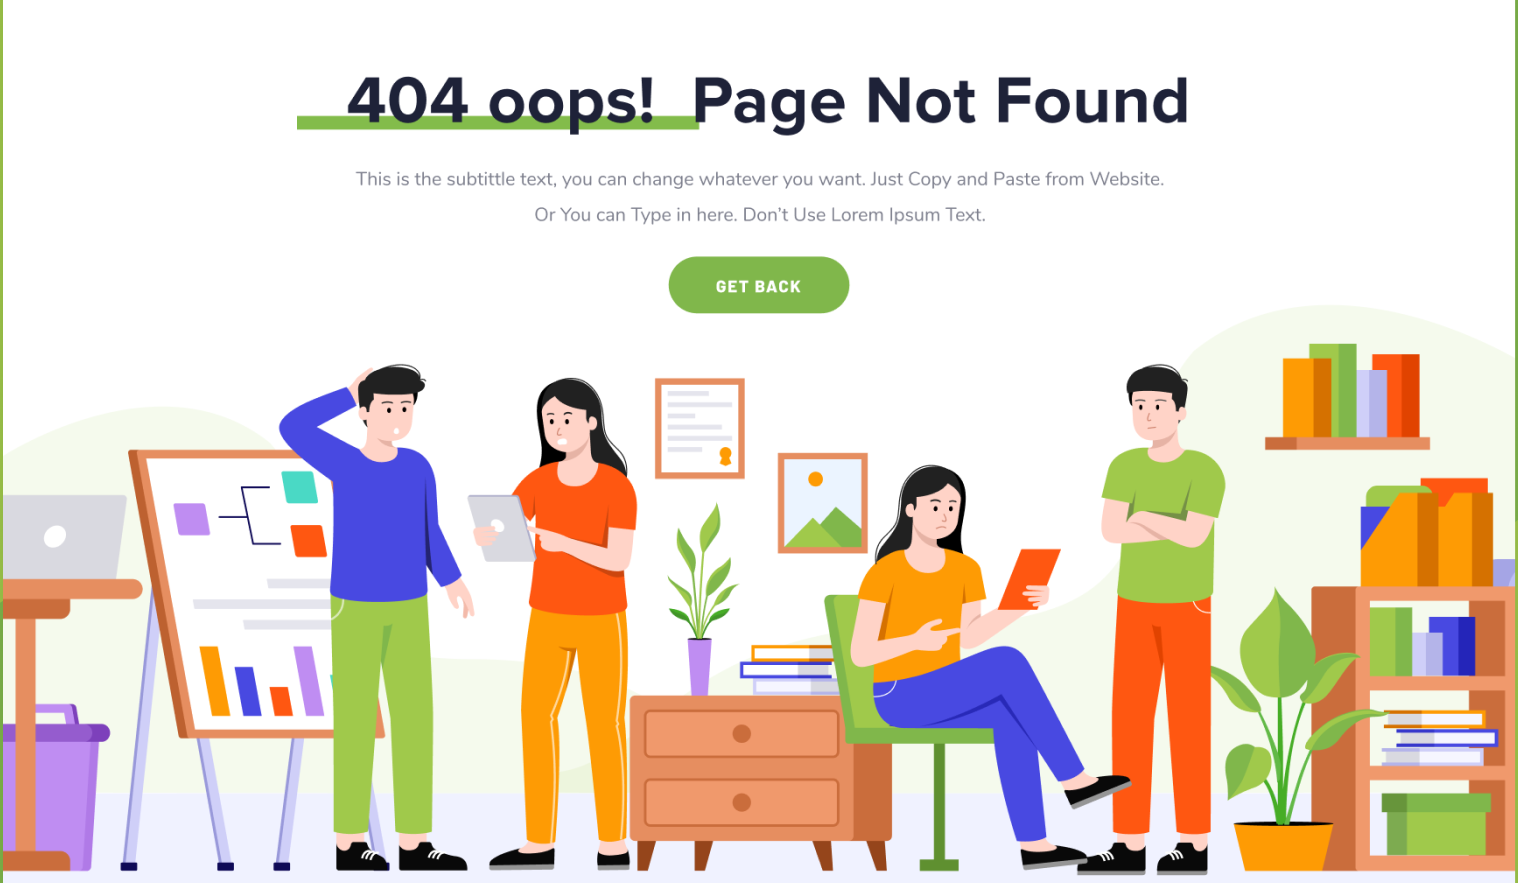 404 oops! Page Not Found
This is the subtittle text, you can change whatever you want. Just Copy and Paste from Website.
Or You can Type in here. Don't Use Lorem Ipsum Text.
GET BACK